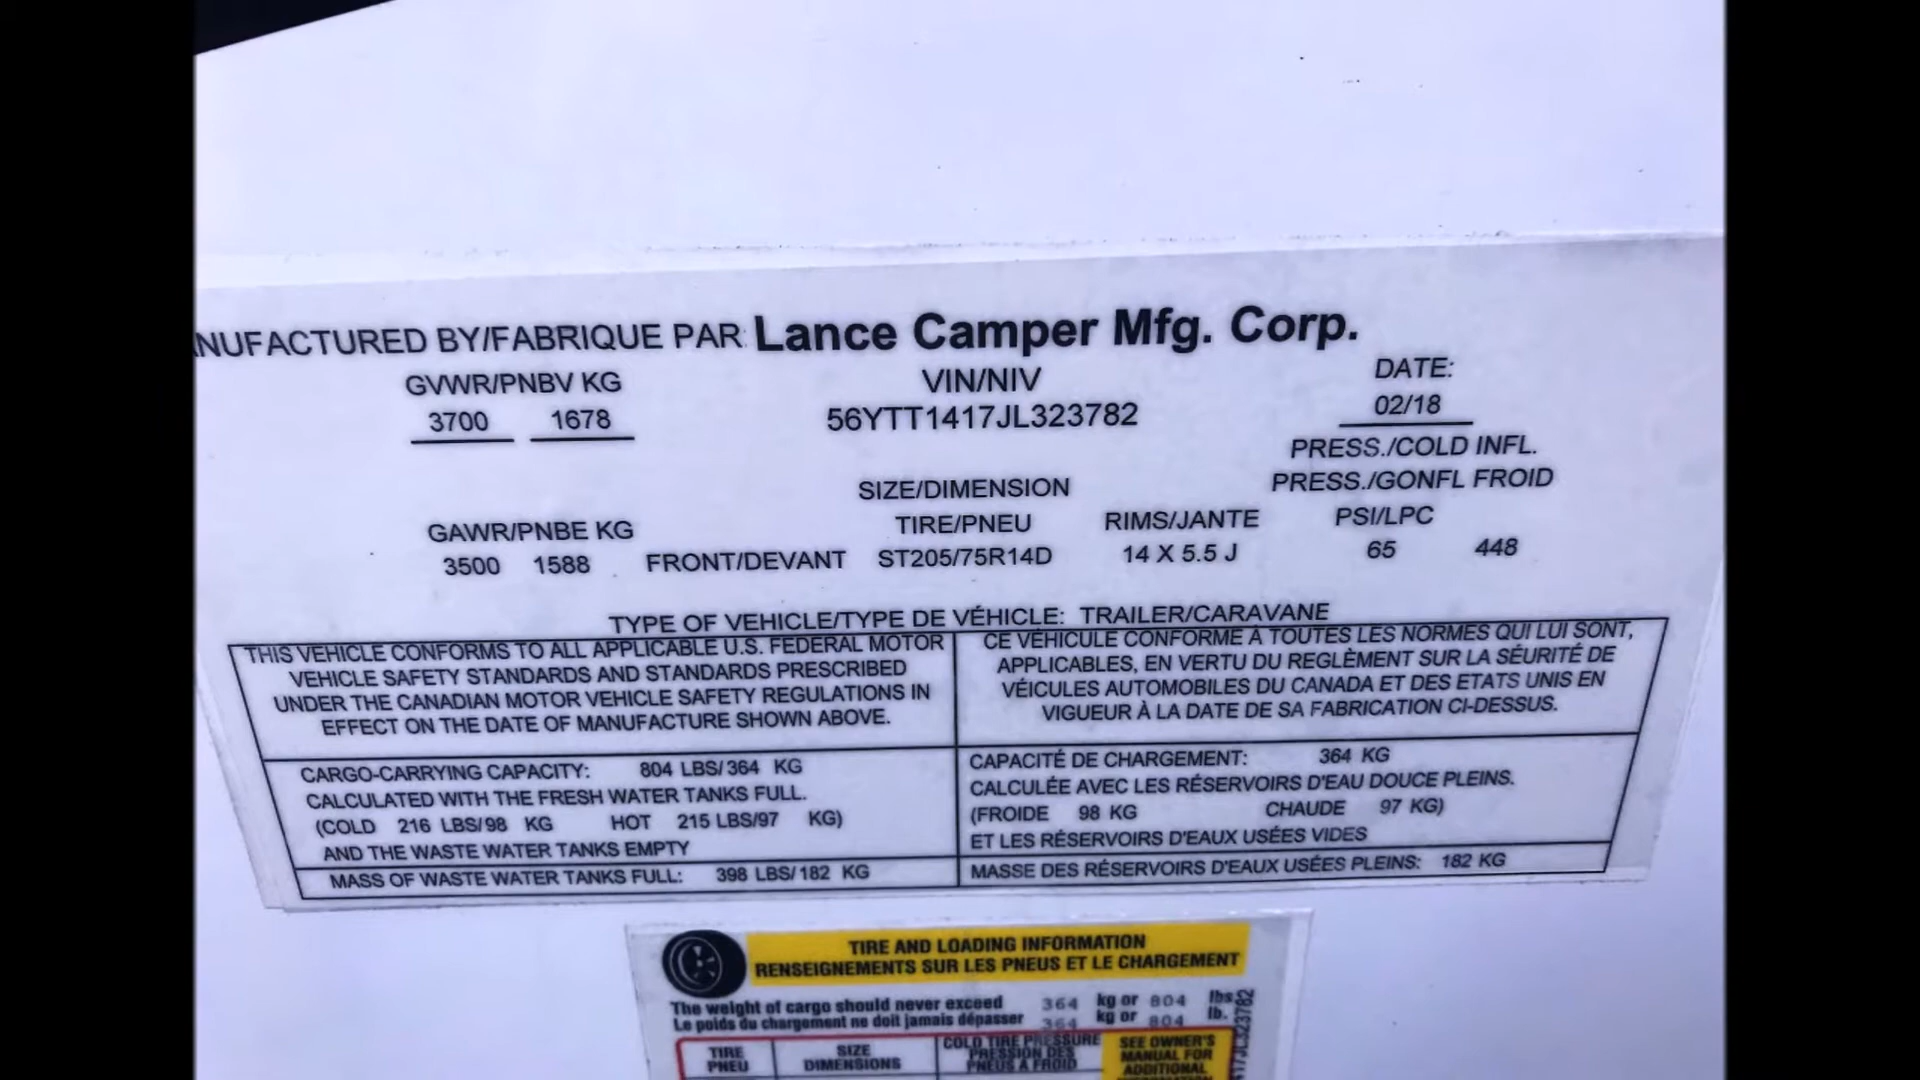 NUFACTURED BY/FABRIQUE PAR: Lance Camper Mfg. Corp.
GVWR/PNBV KG VIN/NIV DATE:
3700 1678 56YTT1417JL323782 02/18
PRESS./COLD INFL.
SIZE/DIMENSION PRESS./GONFL FROID
GAWR/PNBE KG TIRE/PNEU RIMS/JANTE PSI/LPC
3500 1588 FRONT/DEVANT ST205/75R14D 14 X 5.5 J 65 448
TYPE OF VEHICLE/TYPE DE VÉHICLE: TRAILER/CARAVANE
THIS VEHICLE CONFORMS TO ALL APPLICABLE U.S. FEDERAL MOTOR
VEHICLE SAFETY STANDARDS AND STANDARDS PRESCRIBED
UNDER THE CANADIAN MOTOR VEHICLE SAFETY REGULATIONS IN
EFFECT ON THE DATE OF MANUFACTURE SHOWN ABOVE.
CE VÉHICULE CONFORME À TOUTES LES NORMES QUI LUI SONT,
APPLICABLES, EN VERTU DU REGLÈMENT SUR LA SÉURITÉ DE
VÉICULES AUTOMOBILES DU CANADA ET DES ETATS UNIS EN
VIGUEUR À LA DATE DE SA FABRICATION CI-DESSUS.
CARGO-CARRYING CAPACITY: 804 LBS/364 KG
CALCULATED WITH THE FRESH WATER TANKS FULL.
(COLD 216 LBS/98 KG HOT 215 LBS/97 KG)
AND THE WASTE WATER TANKS EMPTY
CAPACITÉ DE CHARGEMENT: 364 KG
CALCULÉE AVEC LES RÉSERVOIRS D'EAU DOUCE PLEINS.
(FROIDE 98 KG CHAUDE 97 KG)
ET LES RÉSERVOIRS D'EAUX USÉES VIDES
MASS OF WASTE WATER TANKS FULL: 398 LBS/182 KG
MASSE DES RÉSERVOIRS D'EAUX USÉES PLEINS: 182 KG
TIRE AND LOADING INFORMATION
RENSEIGNEMENTS SUR LES PNEUS ET LE CHARGEMENT
The weight of cargo should never exceed 364 kg or 804 lbs
Le poids du chargement ne doit jamais dépasser 364 kg or 804 lb.
TIRE
PNEU
SIZE
DIMENSIONS
COLD TIRE PRESSURE
PRESSION DES
PNEUS A FROID
SEE OWNER'S
MANUAL FOR
ADDITIONAL